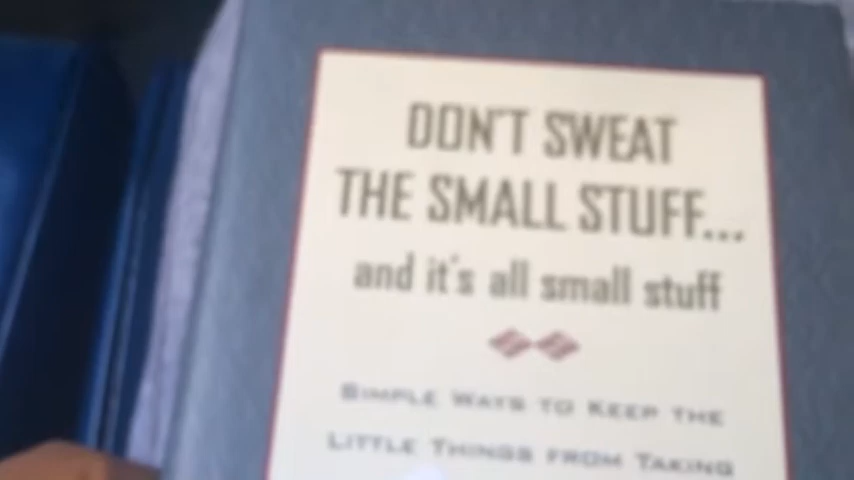 DON'T SWEAT
THE SMALL STUFF...
and it's all small stuff
SIMPLE WAYS TO KEEP THE
LITTLE THINGS FROM TAKING